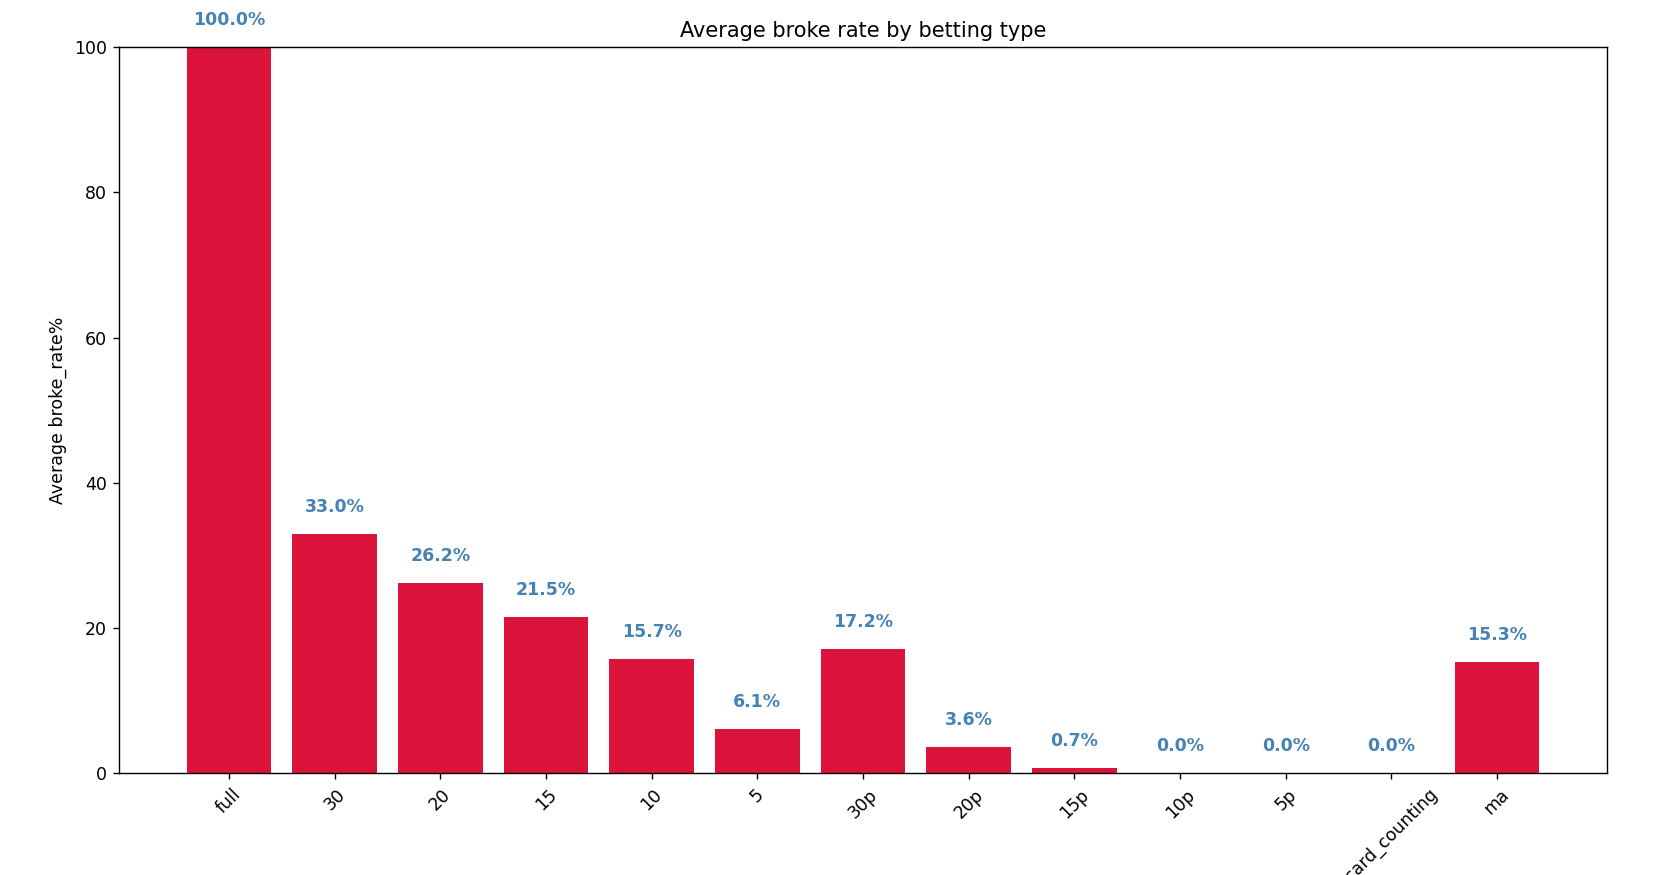 Average broke rate by betting type
100.0%
33.0%
26.2%
21.5%
15.7%
6.1%
17.2%
3.6%
0.7%
0.0%
0.0%
0.0%
15.3%
Average broke_rate%
100
80
60
40
20
0
full
30
20
15
10
5
30p
20p
15p
10p
5p
card_counting
ma